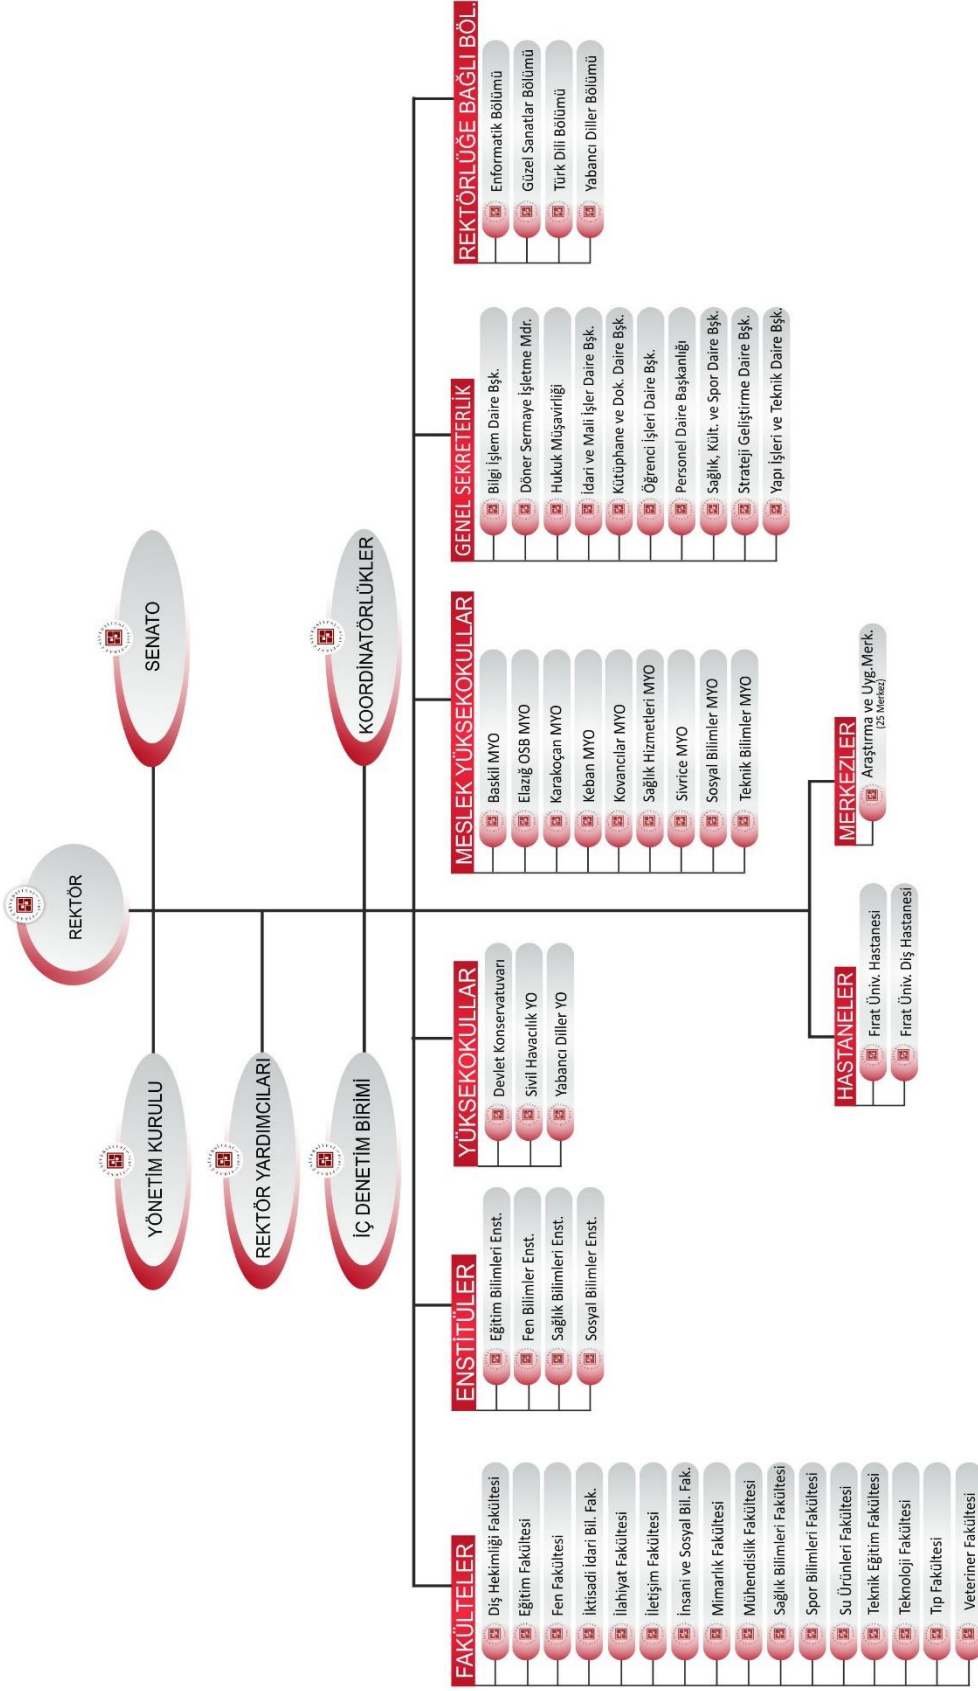 REKTÖR
YÖNETİM KURULU
SENATO
REKTÖR YARDIMCILARI
İÇ DENETİM BİRİMİ
KOORDİNATÖRLÜKLER
FAKÜLTELER
Diş Hekimliği Fakültesi
Eğitim Fakültesi
Fen Fakültesi
İktisadi İdari Bil. Fak.
İlahiyat Fakültesi
İletişim Fakültesi
İnsani ve Sosyal Bil. Fak.
Mimarlık Fakültesi
Mühendislik Fakültesi
Sağlık Bilimleri Fakültesi
Spor Bilimleri Fakültesi
Su Ürünleri Fakültesi
Teknik Eğitim Fakültesi
Teknoloji Fakültesi
Tıp Fakültesi
Veteriner Fakültesi
ENSTİTÜLER
Eğitim Bilimleri Enst.
Fen Bilimler Enst.
Sağlık Bilimleri Enst.
Sosyal Bilimler Enst.
YÜKSEKOKULLAR
Devlet Konservatuvarı
Sivil Havacılık YO
Yabancı Diller YO
MESLEK YÜKSEKOKULLAR
Baskil MYO
Elazığ OSB MYO
Karakoçan MYO
Keban MYO
Kovancılar MYO
Sağlık Hizmetleri MYO
Sivrice MYO
Sosyal Bilimler MYO
Teknik Bilimler MYO
GENEL SEKRETERLİK
Bilgi İşlem Daire Bşk.
Döner Sermaye İşletme Mdr.
Hukuk Müşavirliği
İdari ve Mali İşler Daire Bşk.
Kütüphane ve Dok. Daire Bşk.
Öğrenci İşleri Daire Bşk.
Personel Daire Başkanlığı
Sağlık, Kült. ve Spor Daire Bşk.
Strateji Geliştirme Daire Bşk.
Yapı İşleri ve Teknik Daire Bşk.
REKTÖRLÜĞE BAĞLI BÖL.
Enformatik Bölümü
Güzel Sanatlar Bölümü
Türk Dili Bölümü
Yabancı Diller Bölümü
HASTANELER
Fırat Üniv. Hastanesi
Fırat Üniv. Diş Hastanesi
MERKEZLER
Araştırma ve Uyg.Merk.
(25 Merkez)